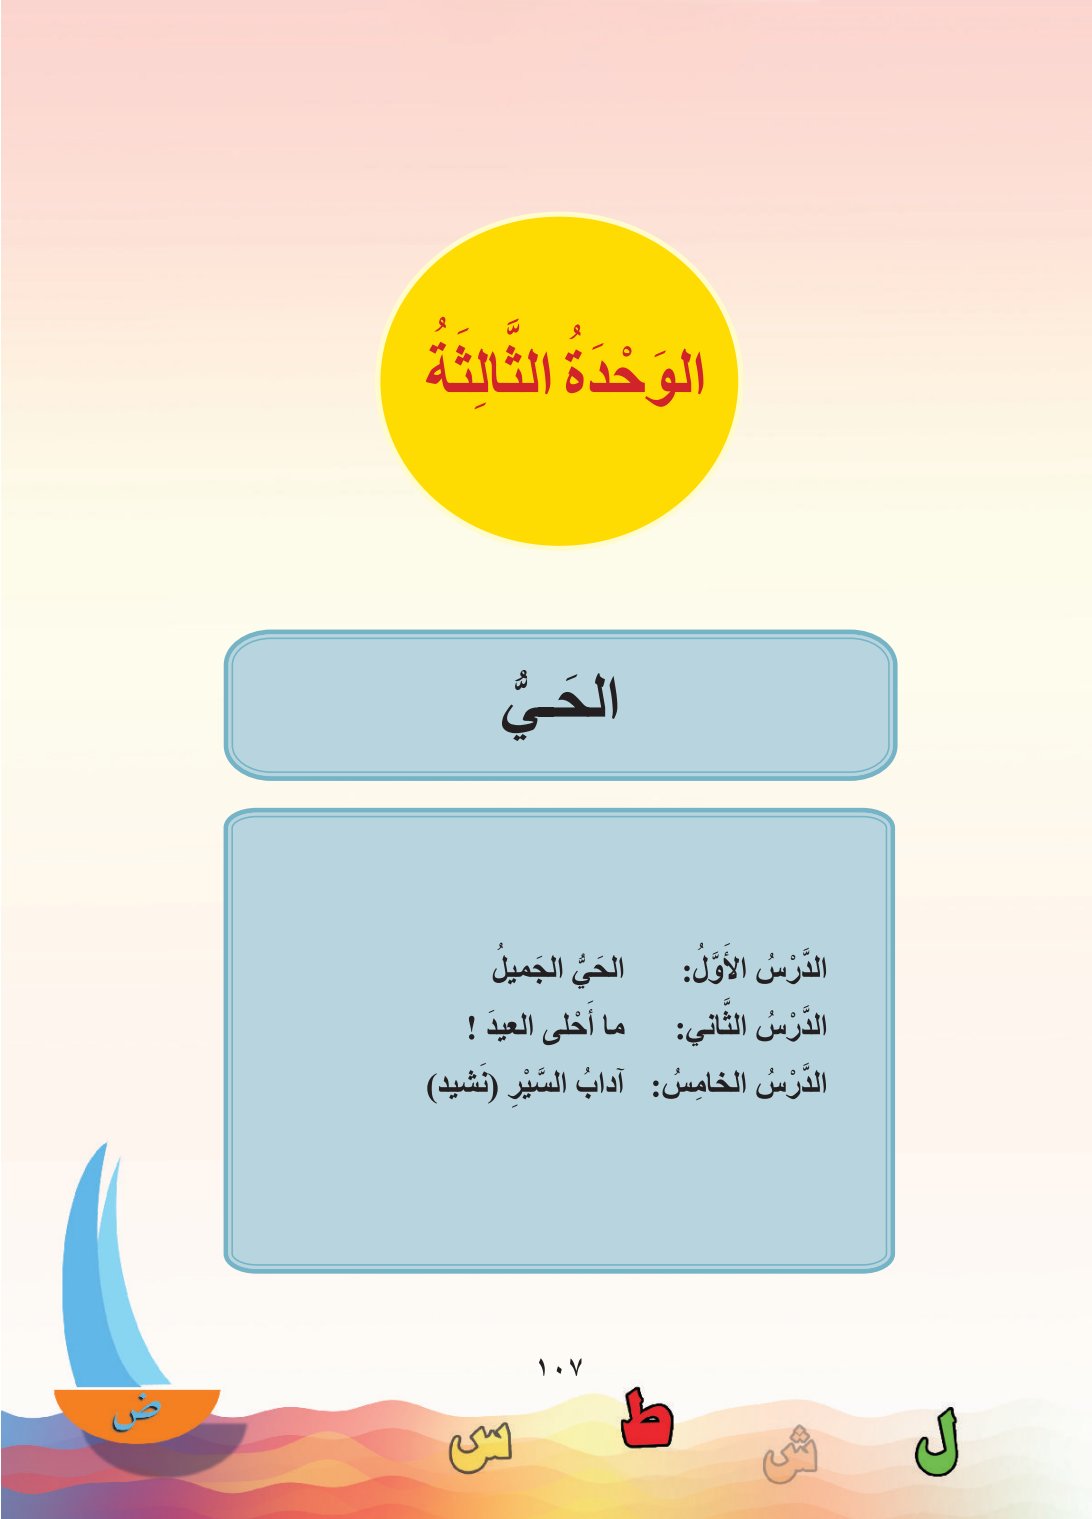 الوَحْدَةُ الثَّالِثَةُ
الحَـيُّ
الدَّرْسُ الأَوَّلُ: الحَيُّ الجَميلُ
الدَّرْسُ الثَّاني: ما أَحْلى العيدَ !
الدَّرْسُ الخامِسُ: آدابُ السَّيْرِ (نَشيد)
١٠٧
ض
ل ش ط س